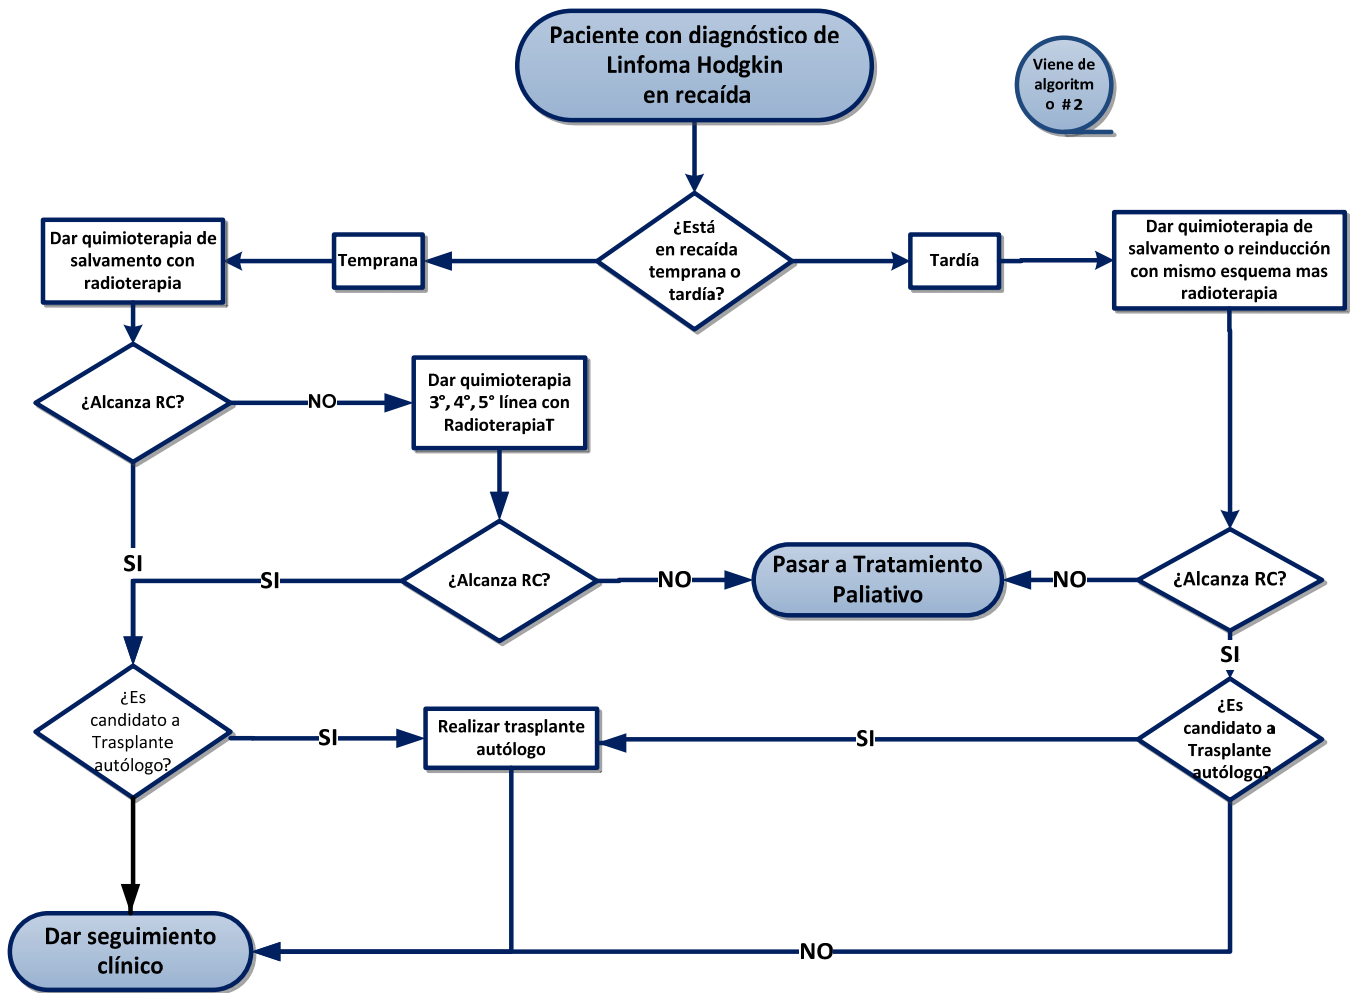 Paciente con diagnóstico de
Linfoma Hodgkin
en recaída
Viene de
algoritm
o #2
¿Está
en recaída
temprana o
tardía?
Temprana
Dar quimioterapia de
salvamento con
radioterapia
Tardía
Dar quimioterapia de
salvamento o reinducción
con mismo esquema mas
radioterapia
¿Alcanza RC?
NO
Dar quimioterapia
3°, 4°, 5° línea con
RadioterapiaT
SI
¿Alcanza RC?
SI
NO
Pasar a Tratamiento
Paliativo
NO
¿Alcanza RC?
SI
¿Es
candidato a
Trasplante
autólogo?
SI
Realizar trasplante
autólogo
SI
¿Es
candidato a
Trasplante
autólogo?
Dar seguimiento
clínico
NO